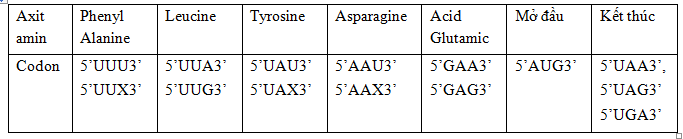 Axit amin Phenyl Alanine Leucine Tyrosine Asparagine Acid Glutamic Mở đầu Kết thúc
Codon 5’UUU3’ 5’UUA3’ 5’UAU3’ 5’AAU3’ 5’GAA3’ 5’AUG3’ 5’UAA3’,
5’UUX3’ 5’UUG3’ 5’UAX3’ 5’AAX3’ 5’GAG3’ 5’UAG3’
5’UGA3’